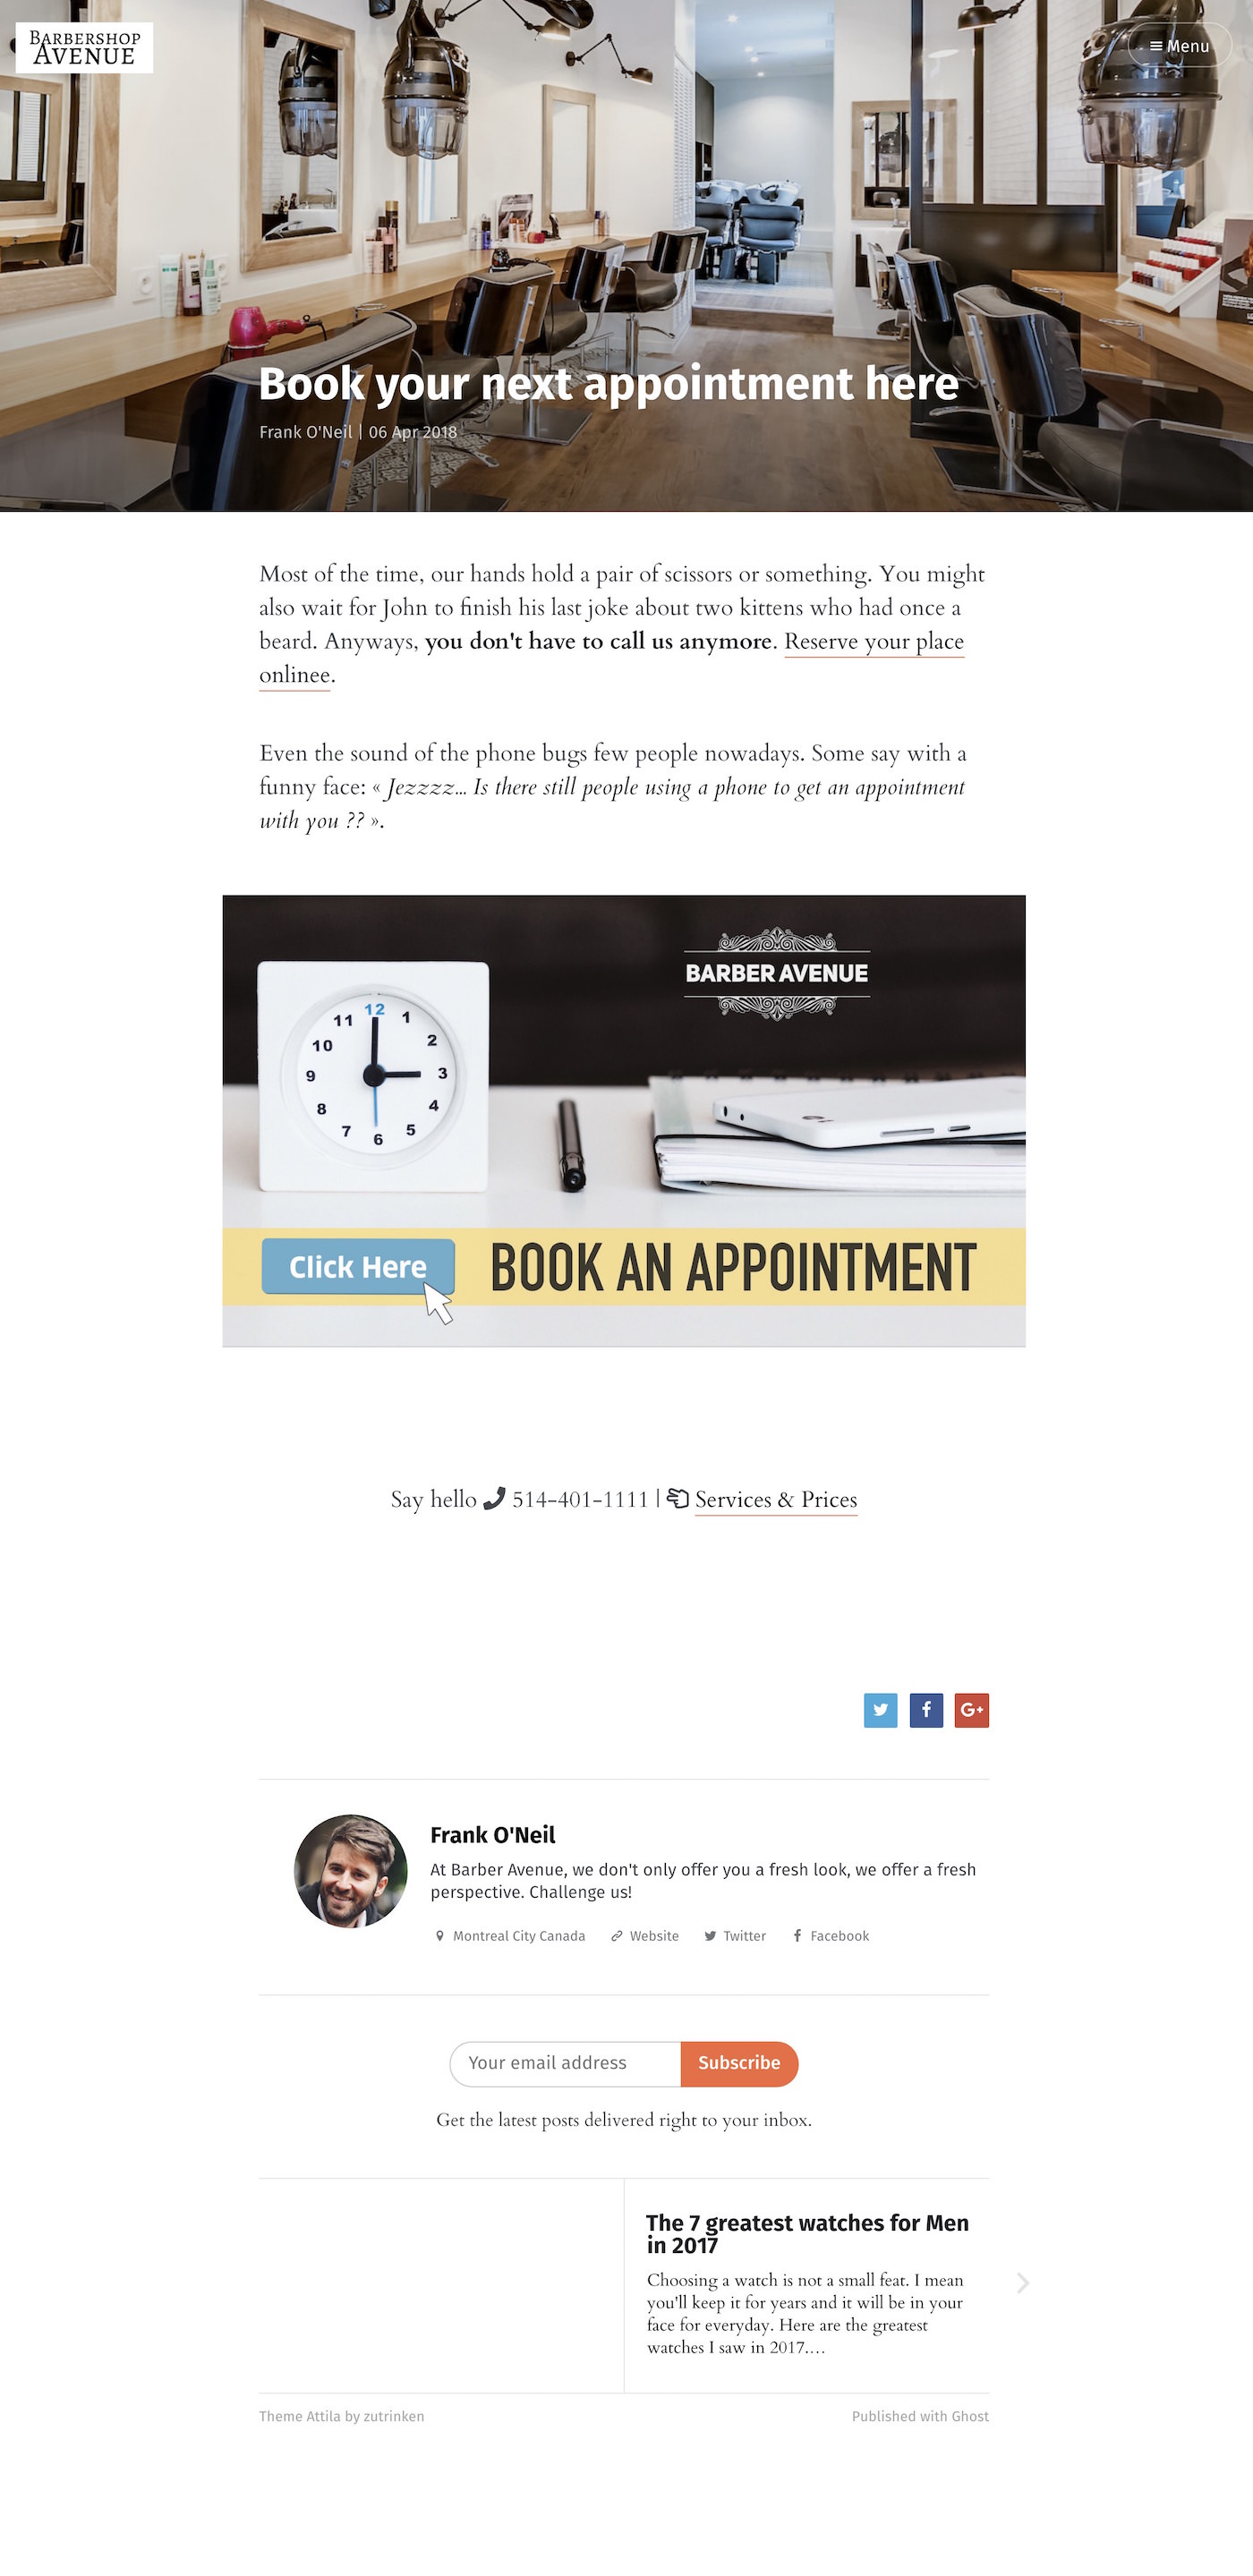 BARBERSHOP
AVENUE
Menu
Book your next appointment here
Frank O'Neil | 06 Apr 2018
Most of the time, our hands hold a pair of scissors or something. You might
also wait for John to finish his last joke about two kittens who had once a
beard. Anyways, you don't have to call us anymore. Reserve your place
onlinee.
Even the sound of the phone bugs few people nowadays. Some say with a
funny face: « Jezzzz... Is there still people using a phone to get an appointment
with you ?? ».
BARBER AVENUE
12
11 1
10 2
9 3
8 4
7 5
6
Click Here BOOK AN APPOINTMENT
Say hello 514-401-1111 | Services & Prices
G+
Frank O'Neil
At Barber Avenue, we don't only offer you a fresh look, we offer a fresh
perspective. Challenge us!
Montreal City Canada Website Twitter Facebook
Your email address Subscribe
Get the latest posts delivered right to your inbox.
The 7 greatest watches for Men
in 2017
Choosing a watch is not a small feat. I mean
you'll keep it for years and it will be in your
face for everyday. Here are the greatest
watches I saw in 2017.…
Theme Attila by zutrinken Published with Ghost